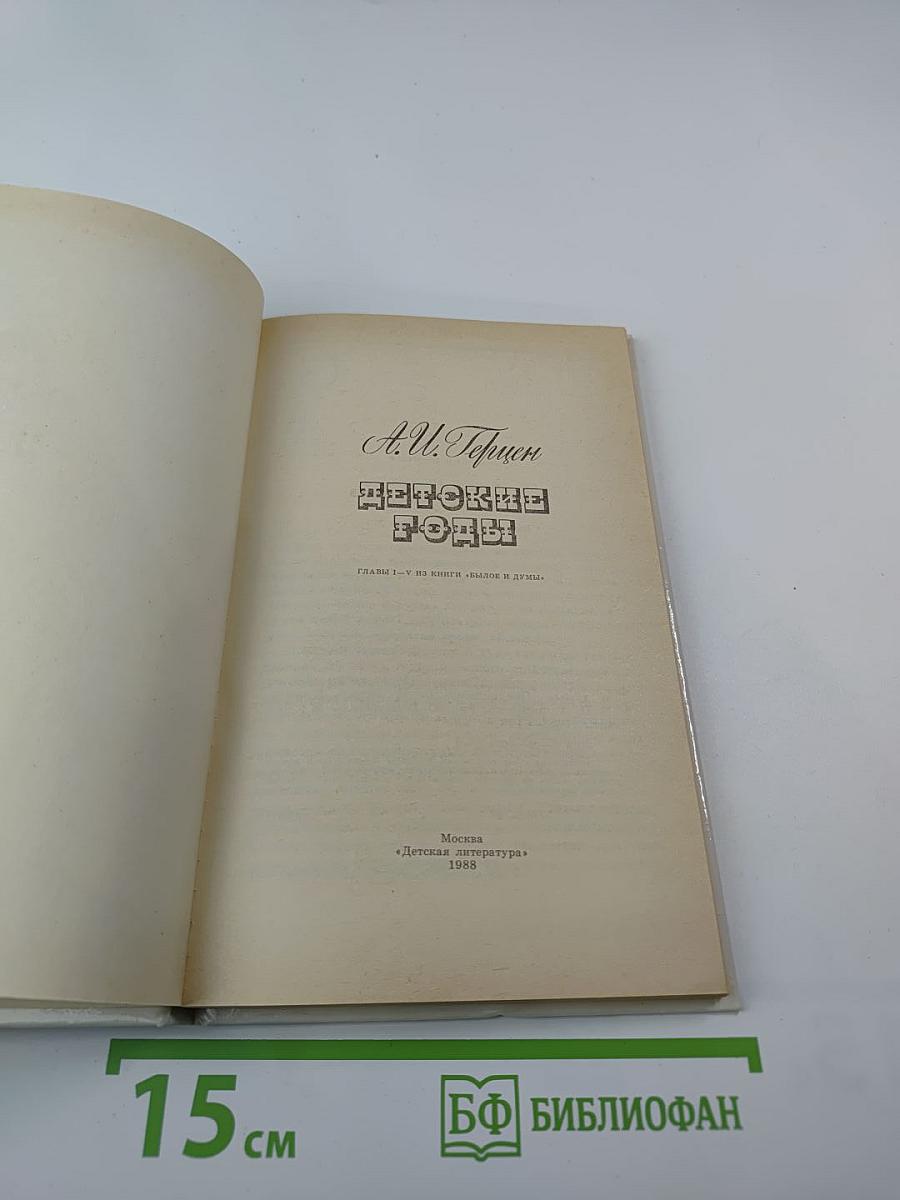 А. И. Герцен
ДЕТСКИЕ
ГОДЫ
ГЛАВЫ I—V ИЗ КНИГИ «БЫЛОЕ И ДУМЫ»
Москва
«Детская литература»
1988
15 см
БФ БИБЛИОФАН